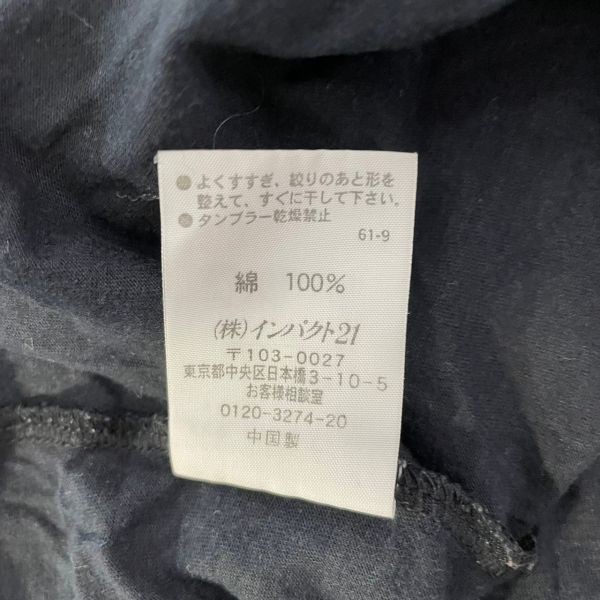 ●よくすすぎ、絞りのあと形を
整えて、すぐに干して下さい。
●タンブラー乾燥禁止
61-9
綿 100%
(株)インパクト21
〒103-0027
東京都中央区日本橋3-10-5
お客様相談室
0120-3274-20
中国製